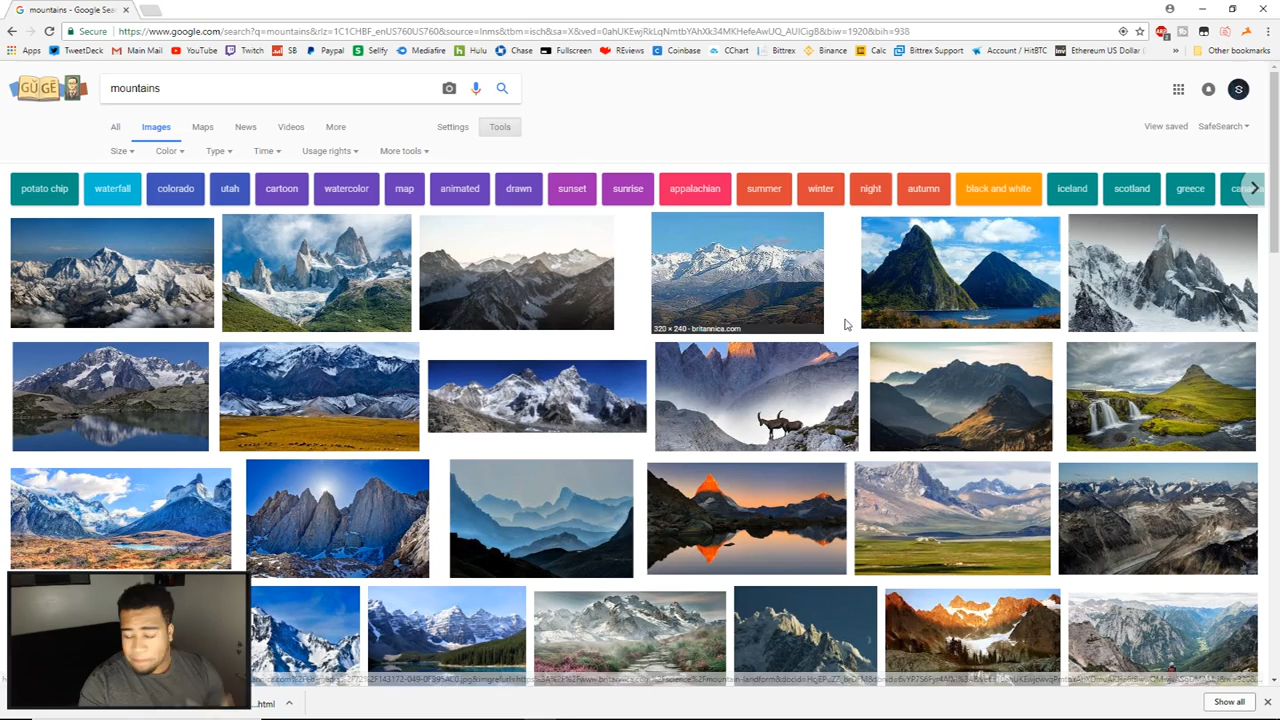 mountains - Google Sear
Secure
https://www.google.com/search?q=mountains&rlz=1C1CHBF_enUS760US760&source=lnms&tbm=isch&sa=X&ved=0ahUKEwjRkLqNmtbYAhXk34MKHefeAwUQ_AUICigB&biw=1920&bih=938
Apps TweetDeck Main Mail YouTube Twitch SB Paypal Sellfy Mediafire Hulu Chase Fullscreen REviews Coinbase CChart Bittrex Binance Calc Bittrex Support Account / HitBTC Ethereum US Dollar Other bookmarks
GǓ GĒ
mountains
S
All Images Maps News Videos More Settings Tools View saved SafeSearch
Size Color Type Time Usage rights More tools
potato chip waterfall colorado utah cartoon watercolor map animated drawn sunset sunrise appalachian summer winter night autumn black and white iceland scotland greece
320 × 240 - britannica.com
.html
Show all